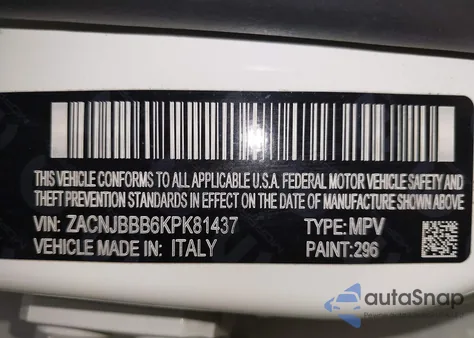 THIS VEHICLE CONFORMS TO ALL APPLICABLE U.S.A. FEDERAL MOTOR VEHICLE SAFETY AND
THEFT PREVENTION STANDARDS IN EFFECT ON THE DATE OF MANUFACTURE SHOWN ABOVE
VIN: ZACNJBBB6KPK81437 TYPE: MPV
VEHICLE MADE IN: ITALY PAINT: 296
autoSnap